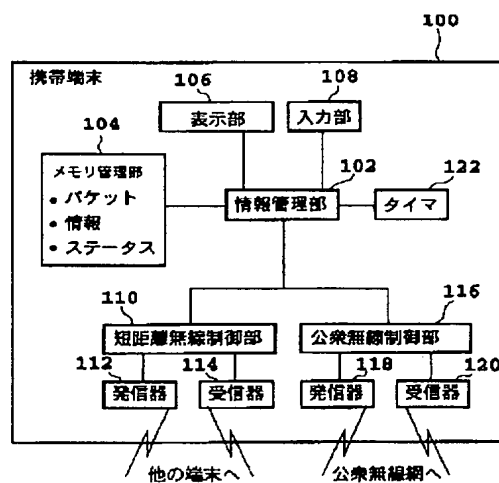 100
携帯端末
106
108
表示部
入力部
104
メモリ管理部
• パケット
• 情報
• ステータス
102
122
情報管理部
タイマ
110
116
短距離無線制御部
公衆無線制御部
112
114
118
120
発信器
受信器
発信器
受信器
他の端末へ
公衆無線網へ